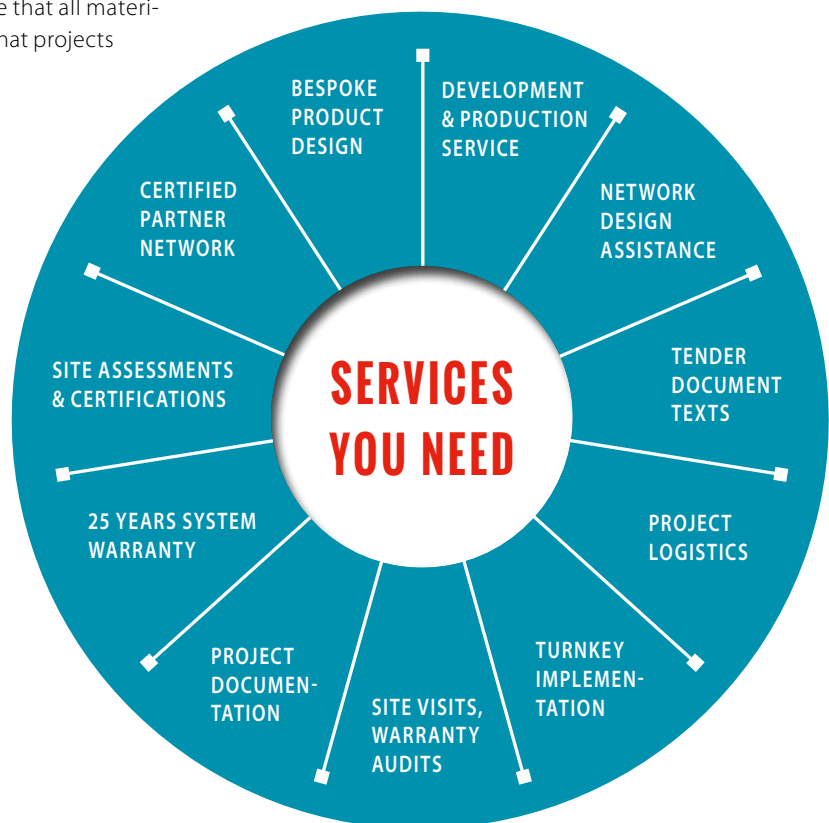 e that all materi-
hat projects
BESPOKE
PRODUCT
DESIGN
DEVELOPMENT
& PRODUCTION
SERVICE
NETWORK
DESIGN
ASSISTANCE
TENDER
DOCUMENT
TEXTS
PROJECT
LOGISTICS
TURNKEY
IMPLEMEN-
TATION
SITE VISITS,
WARRANTY
AUDITS
PROJECT
DOCUMEN-
TATION
25 YEARS SYSTEM
WARRANTY
SITE ASSESSMENTS
& CERTIFICATIONS
CERTIFIED
PARTNER
NETWORK
SERVICES
YOU NEED